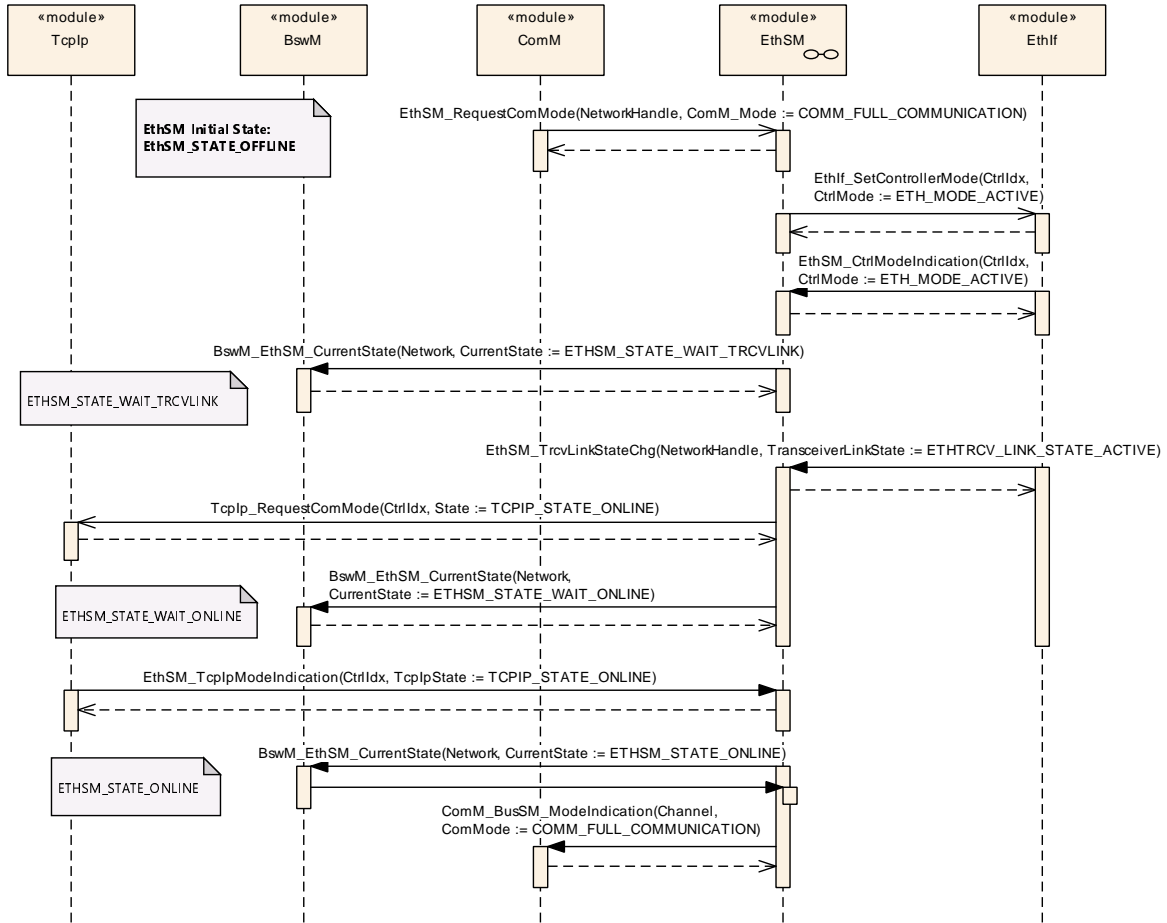 «module»
TcpIp
«module»
BswM
«module»
ComM
«module»
EthSM
«module»
EthIf
EthSM Initial State:
EthSM_STATE_OFFLINE
EthSM_RequestComMode(NetworkHandle, ComM_Mode := COMM_FULL_COMMUNICATION)
EthIf_SetControllerMode(CtrlIdx,
CtrlMode := ETH_MODE_ACTIVE)
EthSM_CtrlModeIndication(CtrlIdx,
CtrlMode := ETH_MODE_ACTIVE)
BswM_EthSM_CurrentState(Network, CurrentState := ETHSM_STATE_WAIT_TRCVLINK)
ETHSM_STATE_WAIT_TRCVLINK
EthSM_TrcvLinkStateChg(NetworkHandle, TransceiverLinkState := ETHTRCV_LINK_STATE_ACTIVE)
TcpIp_RequestComMode(CtrlIdx, State := TCPIP_STATE_ONLINE)
BswM_EthSM_CurrentState(Network,
CurrentState := ETHSM_STATE_WAIT_ONLINE)
ETHSM_STATE_WAIT_ONLINE
EthSM_TcpIpModeIndication(CtrlIdx, TcpIpState := TCPIP_STATE_ONLINE)
BswM_EthSM_CurrentState(Network, CurrentState := ETHSM_STATE_ONLINE)
ETHSM_STATE_ONLINE
ComM_BusSM_ModeIndication(Channel,
ComMode := COMM_FULL_COMMUNICATION)